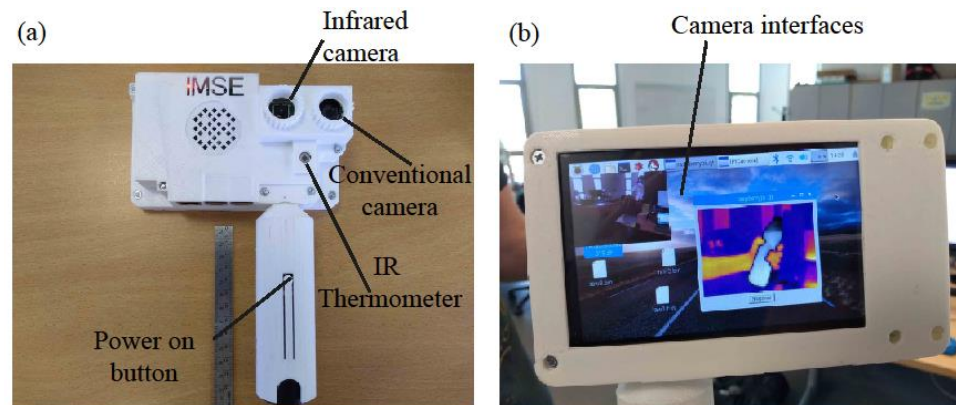 (a)
Infrared
camera
IMSE
Conventional
camera
IR
Thermometer
Power on
button
(b)
Camera interfaces